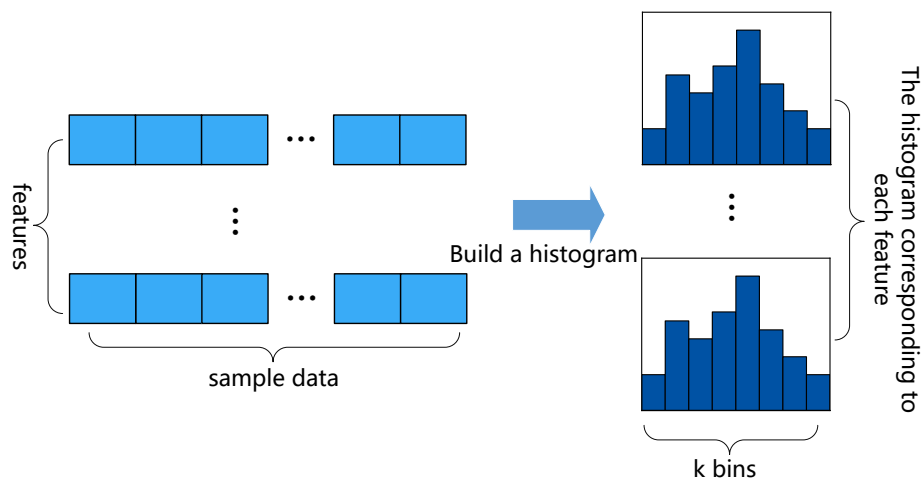 features
sample data
Build a histogram
k bins
The histogram corresponding to
each feature